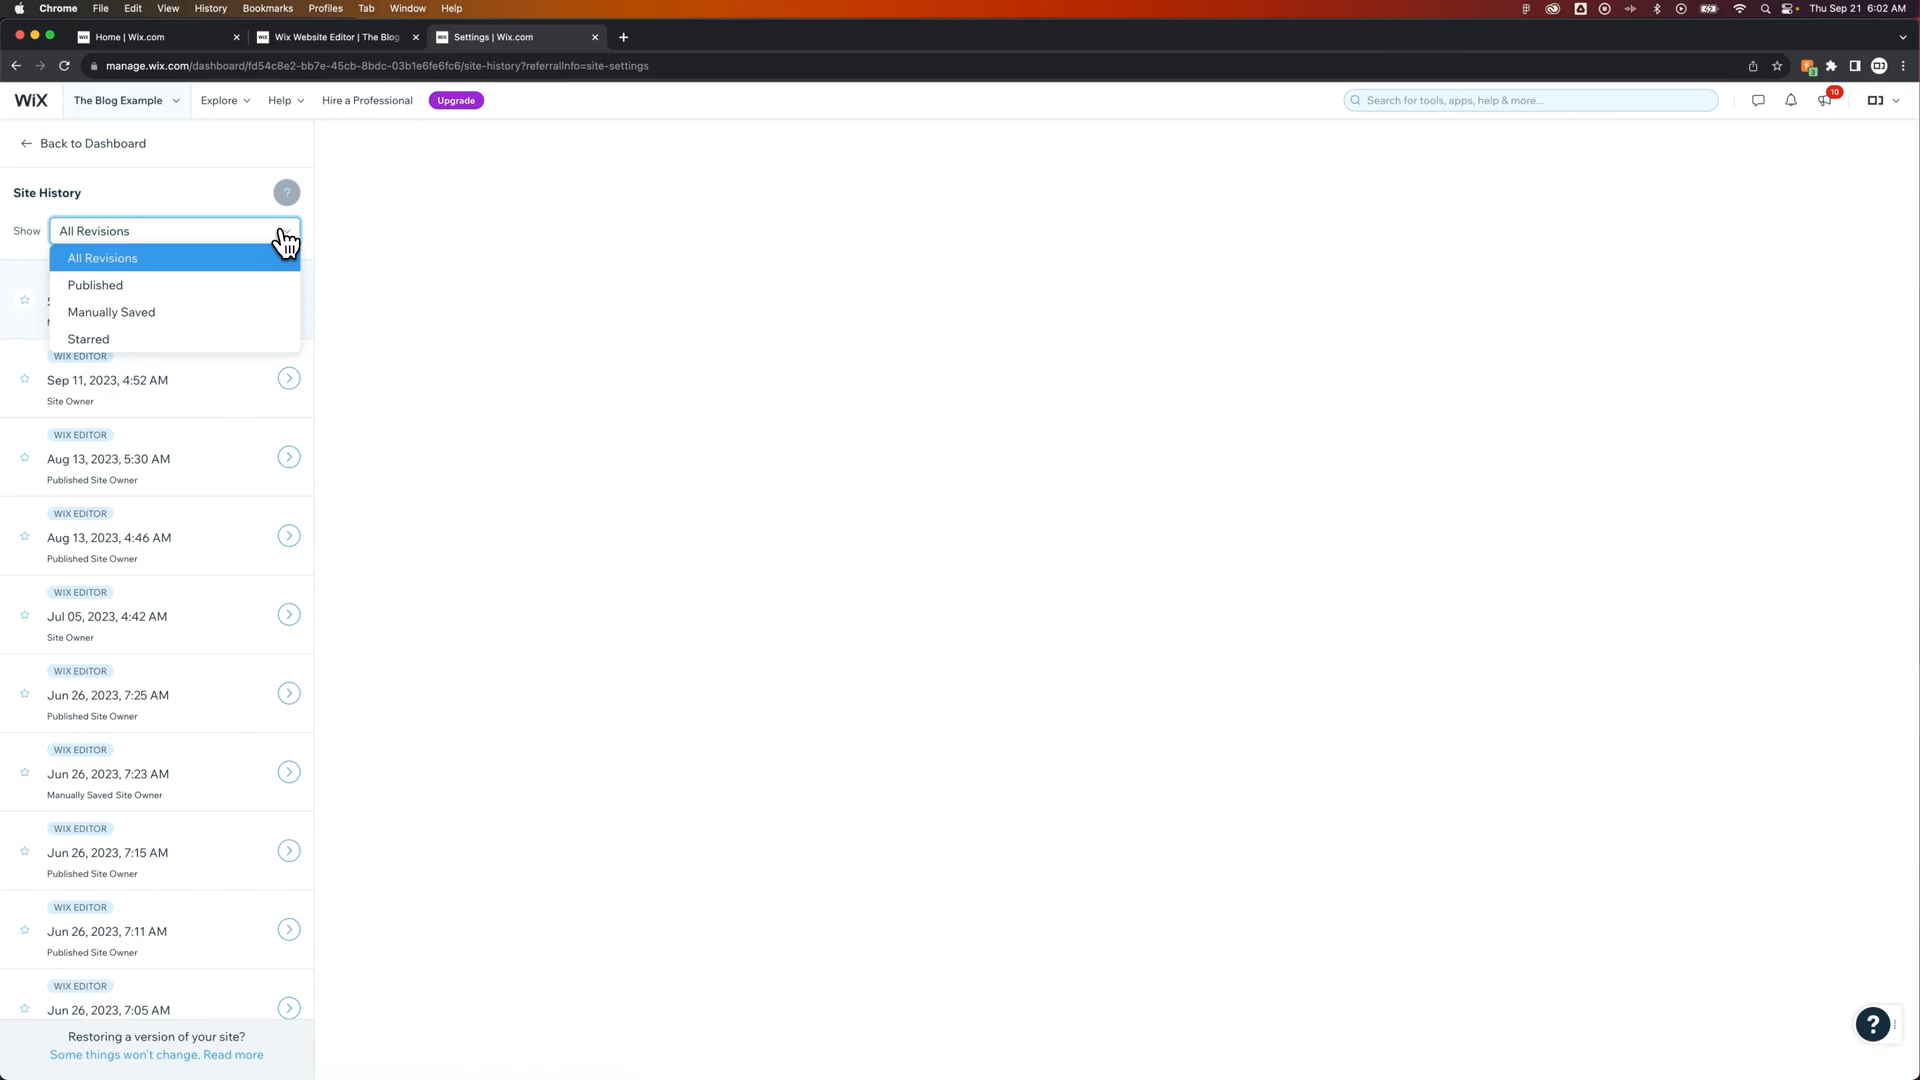 Chrome File Edit View History Bookmarks Profiles Tab Window Help Thu Sep 21 6:02 AM
Home | Wix.com Wix Website Editor | The Blog Settings | Wix.com
manage.wix.com/dashboard/fd54c8e2-bb7e-45cb-8bdc-03b1e6fe6fc6/site-history?referralInfo=site-settings
WiX The Blog Example Explore Help Hire a Professional Upgrade Search for tools, apps, help & more... 10
Back to Dashboard
Site History ?
Show All Revisions
All Revisions
Published
Manually Saved
Starred
WIX EDITOR
Sep 11, 2023, 4:52 AM
Site Owner
WIX EDITOR
Aug 13, 2023, 5:30 AM
Published Site Owner
WIX EDITOR
Aug 13, 2023, 4:46 AM
Published Site Owner
WIX EDITOR
Jul 05, 2023, 4:42 AM
Site Owner
WIX EDITOR
Jun 26, 2023, 7:25 AM
Published Site Owner
WIX EDITOR
Jun 26, 2023, 7:23 AM
Manually Saved Site Owner
WIX EDITOR
Jun 26, 2023, 7:15 AM
Published Site Owner
WIX EDITOR
Jun 26, 2023, 7:11 AM
Published Site Owner
WIX EDITOR
Jun 26, 2023, 7:05 AM
Restoring a version of your site?
Some things won't change. Read more
?